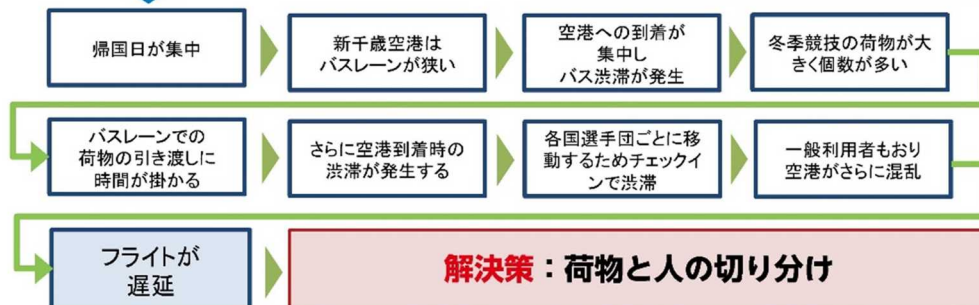 帰国日が集中
新千歳空港は
バスレーンが狭い
空港への到着が
集中し
バス渋滞が発生
冬季競技の荷物が大
きく個数が多い
バスレーンでの
荷物の引き渡しに
時間が掛かる
さらに空港到着時の
渋滞が発生する
各国選手団ごとに移
動するためチェックイ
ンで渋滞
一般利用者もおり
空港がさらに混乱
フライトが
遅延
解決策：荷物と人の切り分け